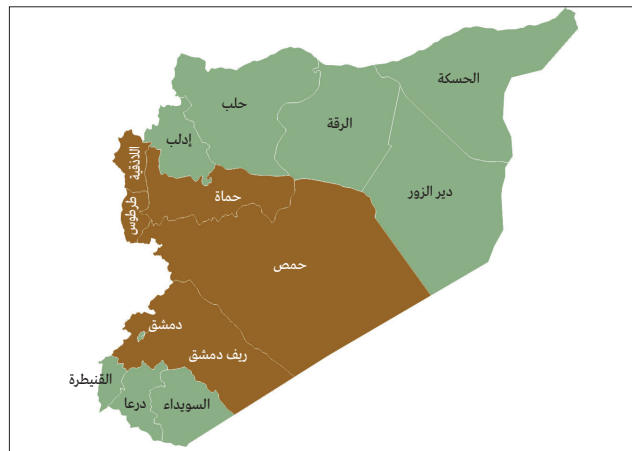 الحسكة
حلب
الرقة
إدلب
اللاذقية
دير الزور
حماة
طرطوس
حمص
دمشق
ريف دمشق
القنيطرة
درعا
السويداء